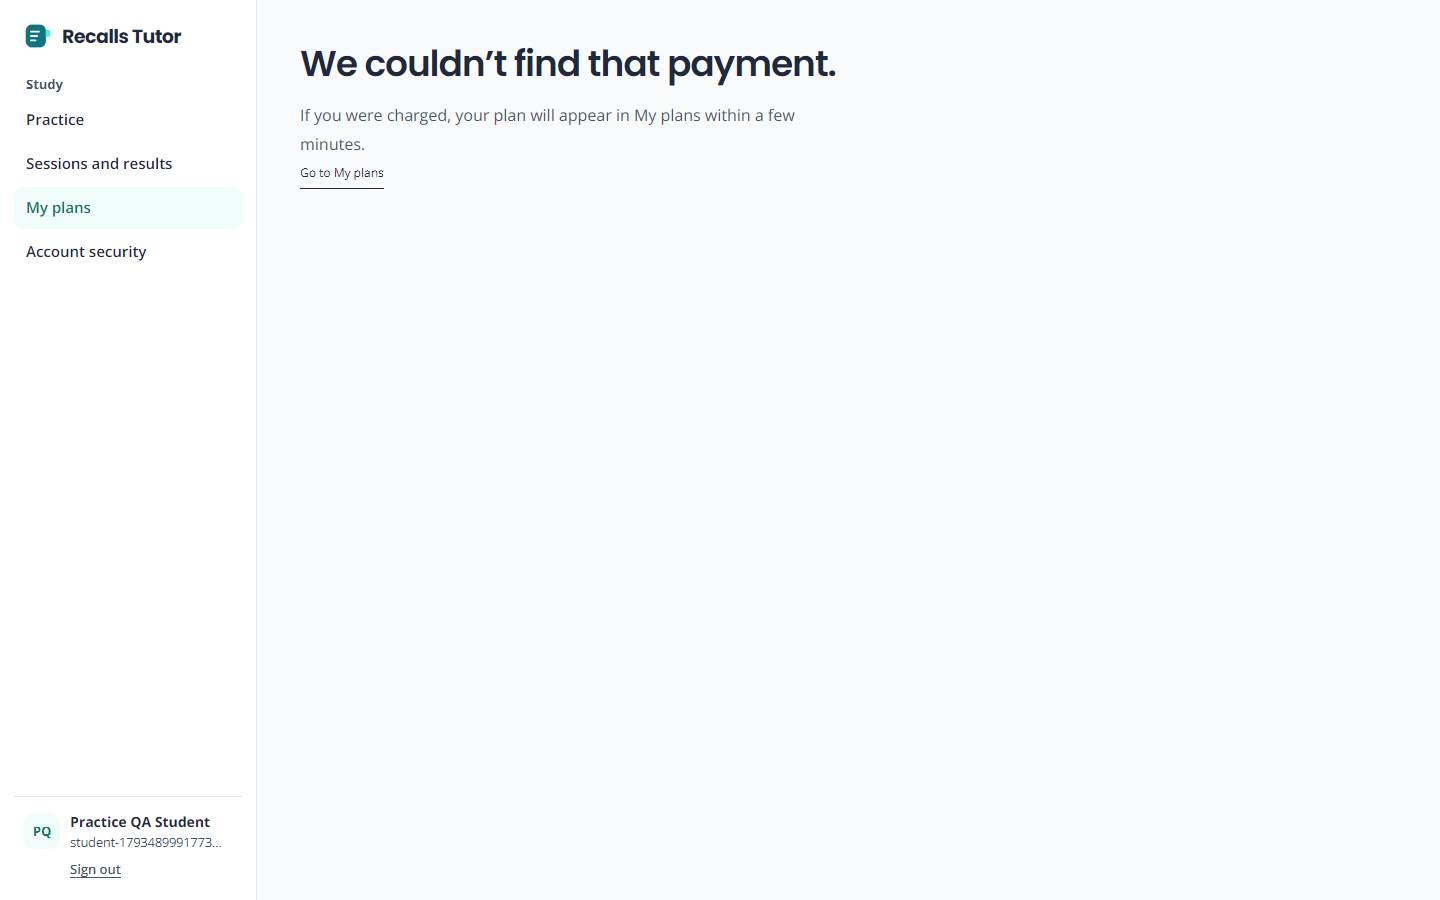 Recalls Tutor
Study
Practice
Sessions and results
My plans
Account security
PQ
Practice QA Student
student-1793489991773...
Sign out
We couldn’t find that payment.
If you were charged, your plan will appear in My plans within a few
minutes.
Go to My plans